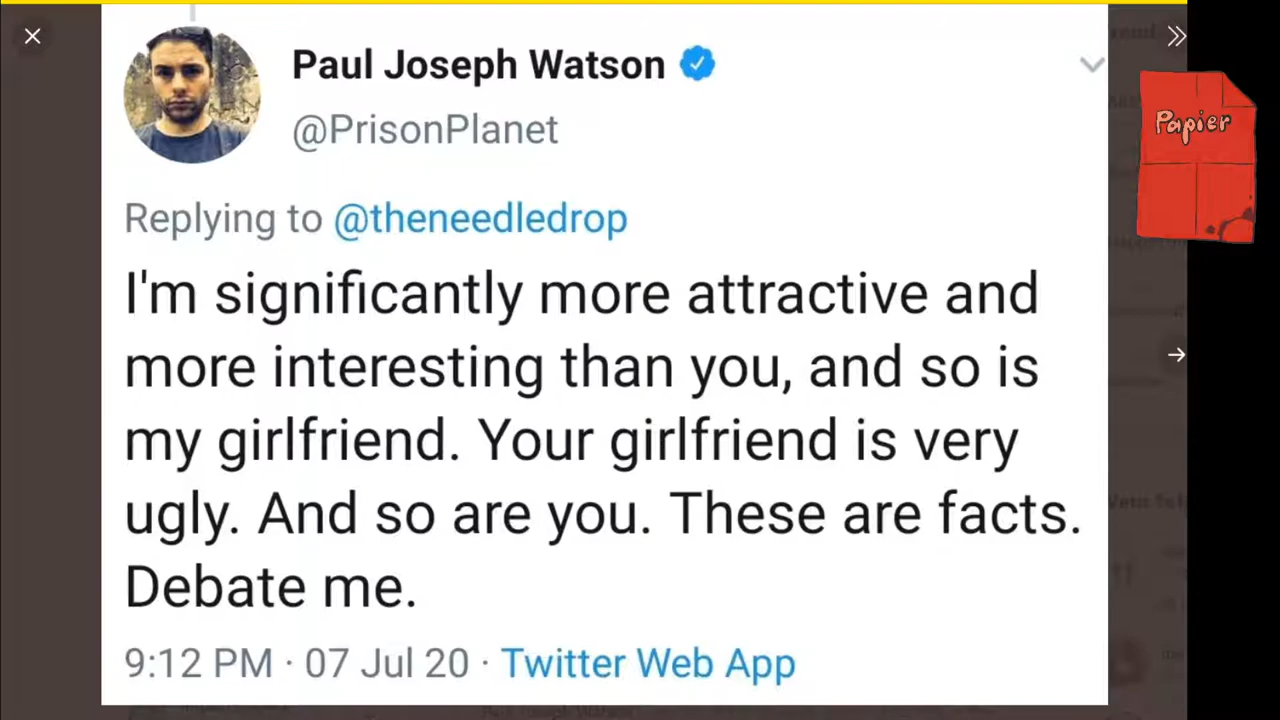 Paul Joseph Watson
@PrisonPlanet
Replying to @theneedledrop
I'm significantly more attractive and
more interesting than you, and so is
my girlfriend. Your girlfriend is very
ugly. And so are you. These are facts.
Debate me.
9:12 PM · 07 Jul 20 · Twitter Web App
Papier